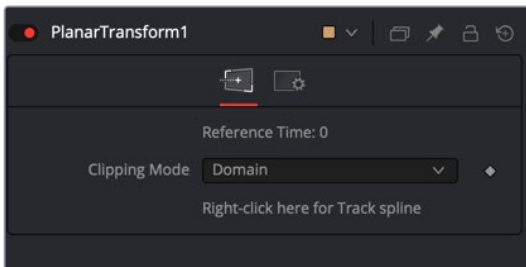 PlanarTransform1
Reference Time: 0
Clipping Mode Domain
Right-click here for Track spline